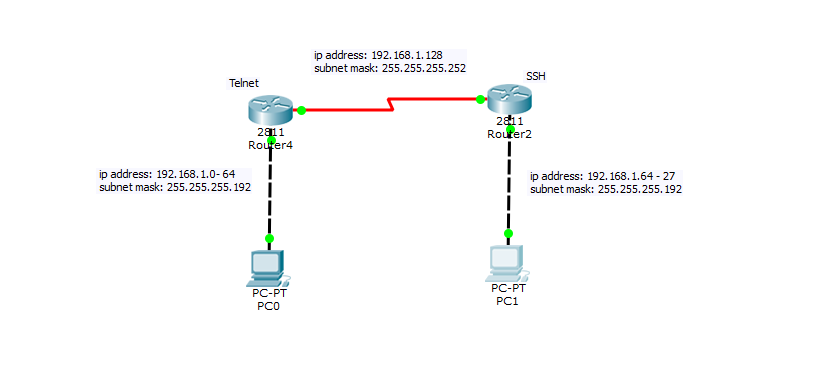 ip address: 192.168.1.128
subnet mask: 255.255.255.252
Telnet
SSH
2811
Router4
2811
Router2
ip address: 192.168.1.0- 64
subnet mask: 255.255.255.192
ip address: 192.168.1.64 - 27
subnet mask: 255.255.255.192
PC-PT
PC0
PC-PT
PC1